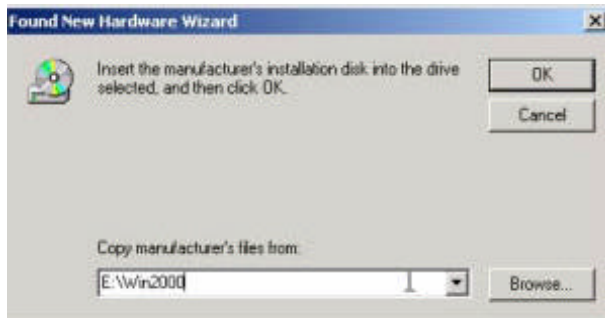 Found New Hardware Wizard
Insert the manufacturer's installation disk into the drive
selected, and then click OK.
OK
Cancel
Copy manufacturer's files from:
E:\Win2000
Browse...